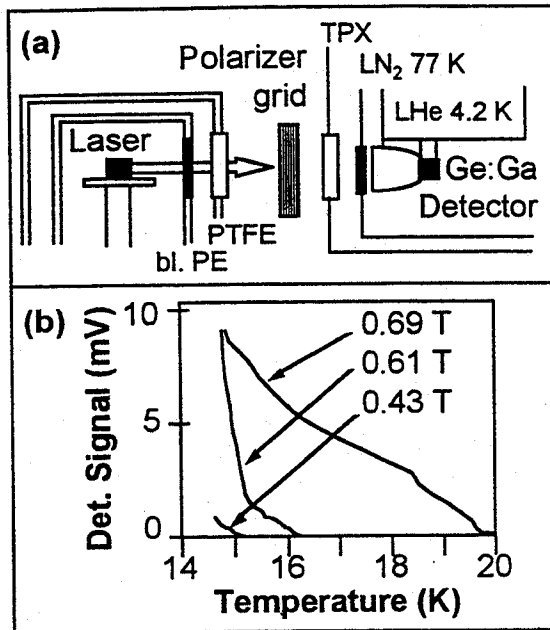 (a)
TPX
Polarizer
grid
LN₂ 77 K
LHe 4.2 K
Laser
Ge:Ga
Detector
PTFE
bl. PE
(b)
10
5
0
Det. Signal (mV)
0.69 T
0.61 T
0.43 T
14 16 18 20
Temperature (K)